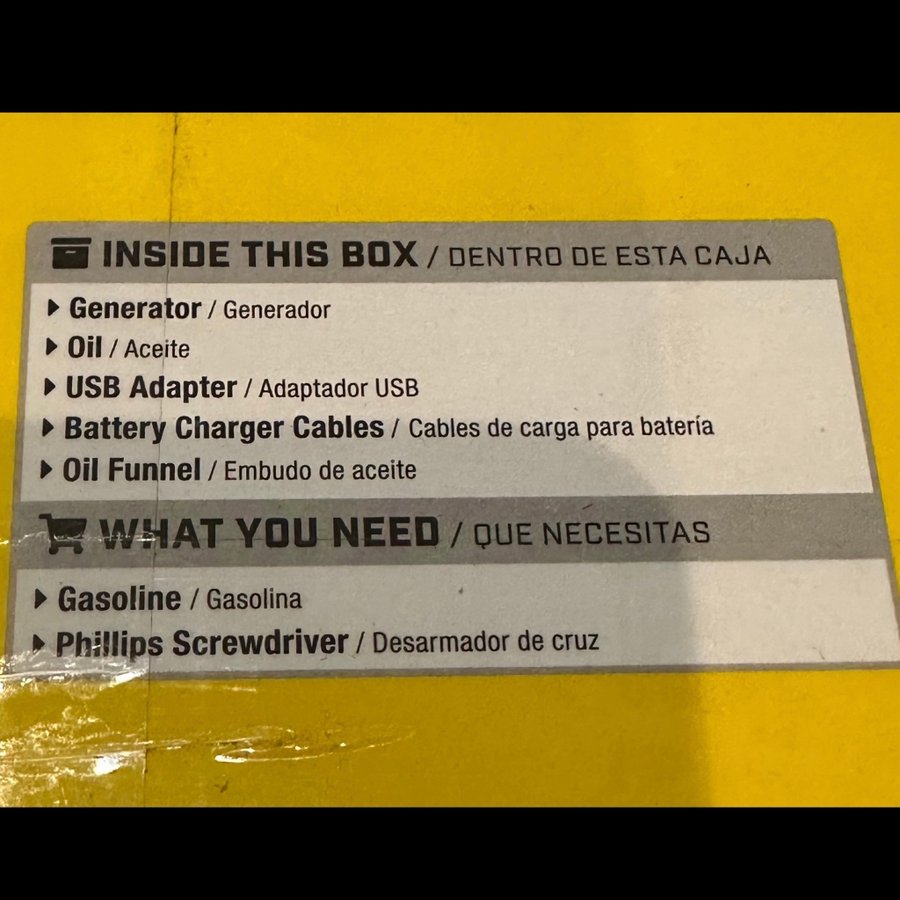 INSIDE THIS BOX / DENTRO DE ESTA CAJA
Generator / Generador
Oil / Aceite
USB Adapter / Adaptador USB
Battery Charger Cables / Cables de carga para batería
Oil Funnel / Embudo de aceite
WHAT YOU NEED / QUE NECESITAS
Gasoline / Gasolina
Phillips Screwdriver / Desarmador de cruz